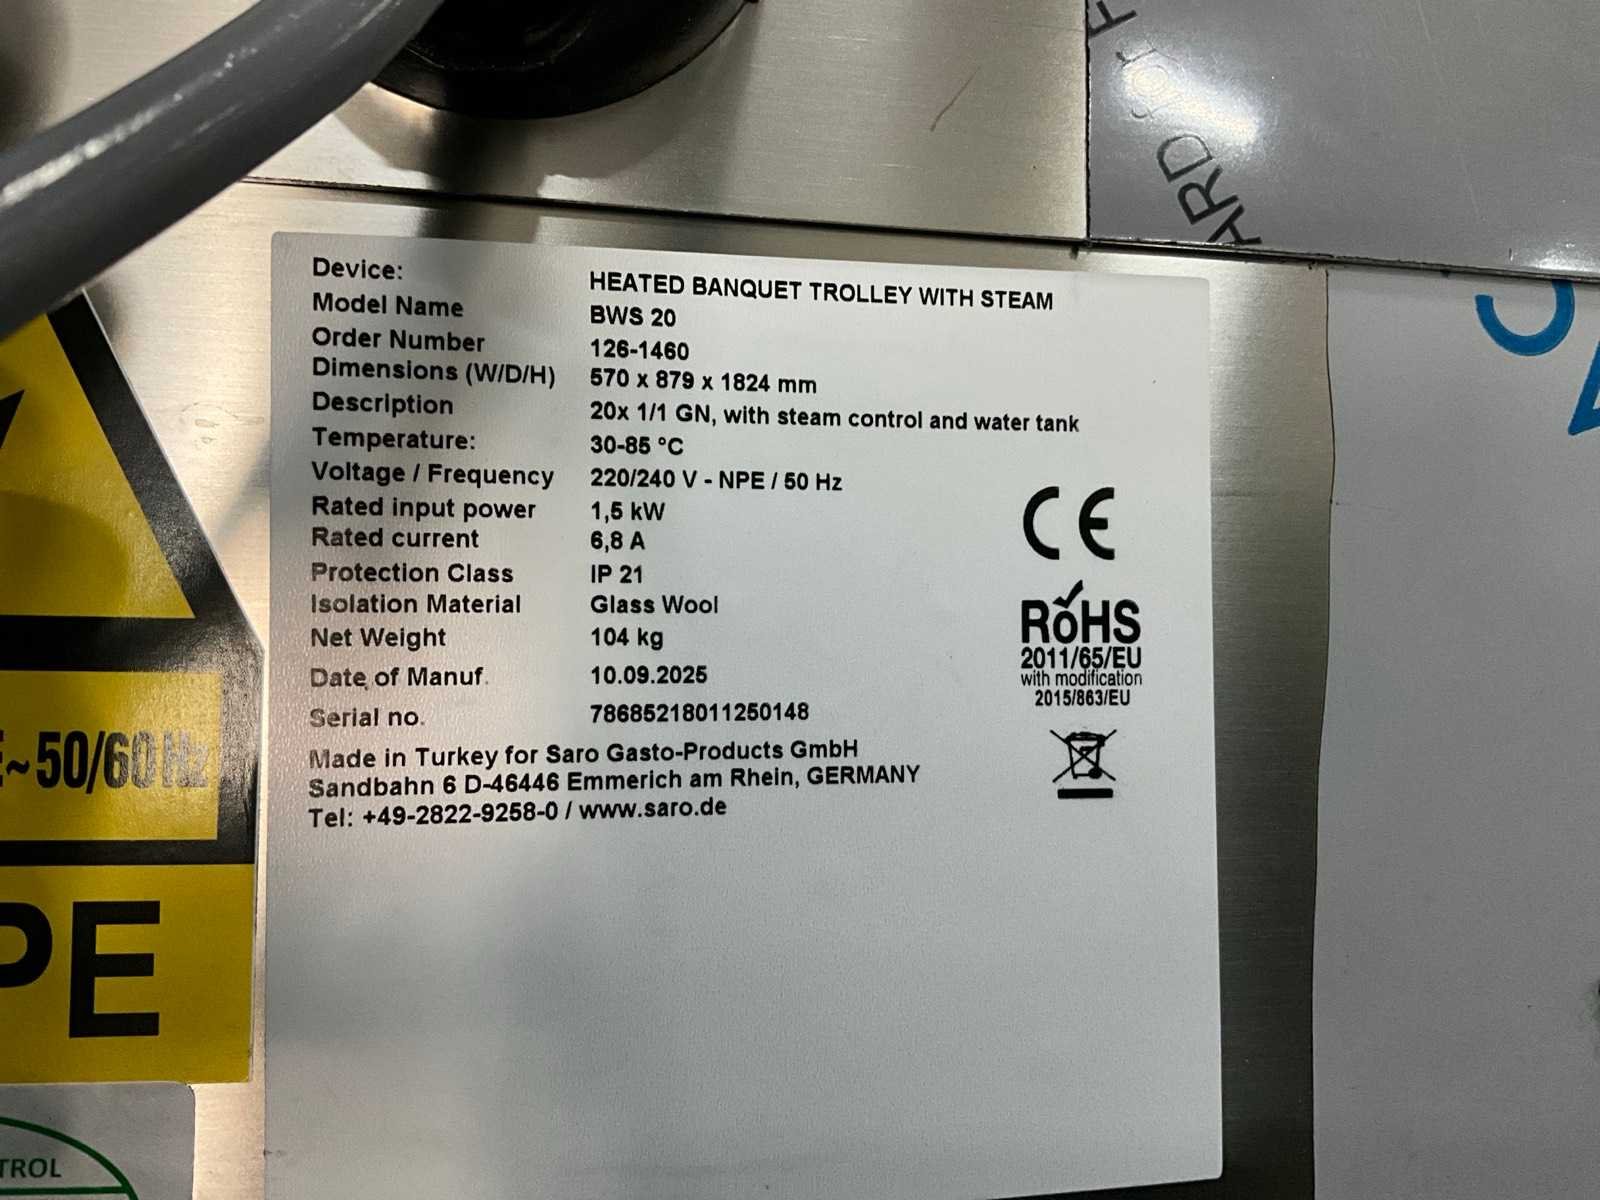 ARD & F
Device: HEATED BANQUET TROLLEY WITH STEAM
Model Name BWS 20
Order Number 126-1460
Dimensions (W/D/H) 570 x 879 x 1824 mm
Description 20x 1/1 GN, with steam control and water tank
Temperature: 30-85 °C
Voltage / Frequency 220/240 V - NPE / 50 Hz
Rated input power 1,5 kW
Rated current 6,8 A
Protection Class IP 21
Isolation Material Glass Wool
Net Weight 104 kg
Date of Manuf. 10.09.2025
Serial no. 78685218011250148
Made in Turkey for Saro Gasto-Products GmbH
Sandbahn 6 D-46446 Emmerich am Rhein, GERMANY
Tel: +49-2822-9258-0 / www.saro.de
CE
RoHS
2011/65/EU
with modification
2015/863/EU
~50/60 Hz
PE
TROL